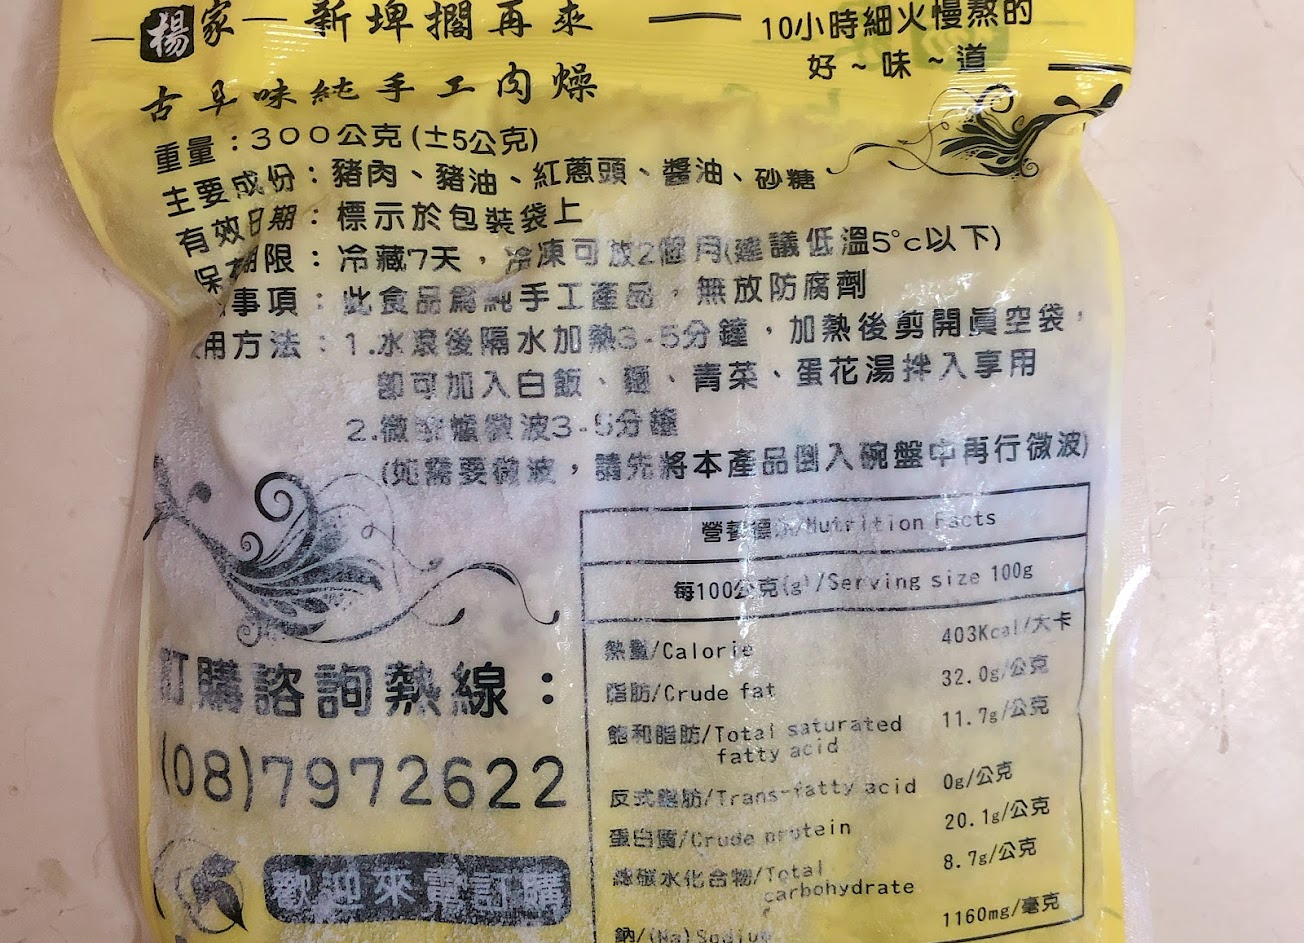 楊家 新埤擱再來
10小時細火慢熬的
好~味~道
古早味純手工肉燥
重量：300公克(±5公克)
主要成份：豬肉、豬油、紅蔥頭、醬油、砂糖
有效日期：標示於包裝袋上
保期限：冷藏7天，冷凍可放2個月(建議低溫5°c以下)
事項：此食品為純手工產品，無放防腐劑
用方法：1.水滾後隔水加熱3-5分鐘，加熱後剪開真空袋，
即可加入白飯、麵、青菜、蛋花湯拌入享用
2.微波爐微波3-5分鐘
(如需要微波，請先將本產品倒入碗盤中再行微波)
營養標示/Nutrition Facts
每100公克(g)/Serving size 100g
熱量/Calorie 403Kcal/大卡
脂肪/Crude fat 32.0g/公克
飽和脂肪/Total saturated fatty acid 11.7g/公克
反式脂肪/Trans-fatty acid 0g/公克
蛋白質/Crude protein 20.1g/公克
總碳水化合物/Total carbohydrate 8.7g/公克
鈉/(Na)Sodium 1160mg/毫克
訂購諮詢熱線：
(08)7972622
歡迎來電訂購